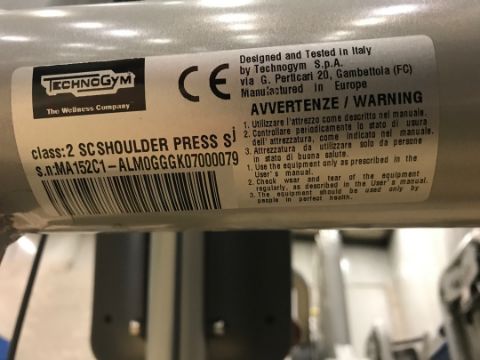 TECHNOGYM
The Wellness Company
CE
class:2 SC SHOULDER PRESS Sj
s.n:MA152C1-ALM0GGGK07000079
Designed and Tested in Italy
by Technogym S.p.A.
via G. Perticari 20, Gambettola (FC)
Manufactured in Europe
AVVERTENZE / WARNING
1. Utilizzare l'attrezzo come descritto nel manuale.
2. Controllare periodicamente lo stato di usura
dell'attrezzatura, come indicato nel manuale.
3. Attrezzatura da utilizzare solo da persone
in stato di buona salute.
1. Use the equipment only as prescribed in the
User's manual.
2. Check wear and tear of the equipment
regularly, as described in the User's manual.
3. The equipment should be used only by
people in perfect health.